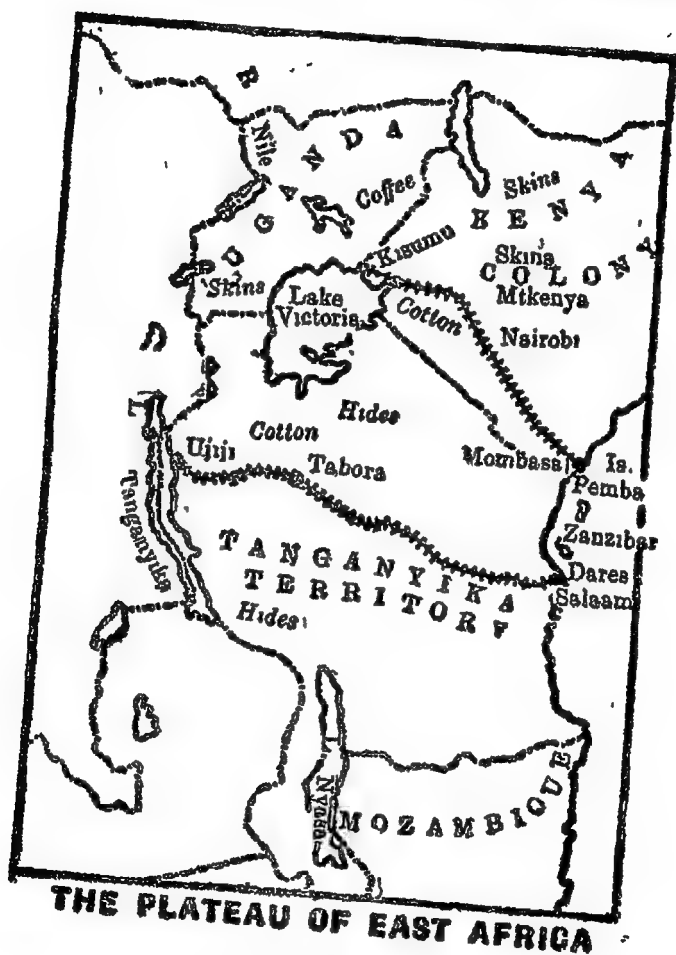 R
Nile
UGANDA
Coffee
Skins
KENYA
Kisumu
Skins
COLONY
Mtkenya
Skins
Lake
Victoria
Cotton
Nairobi
Hides
Cotton
Ujiji
Tabora
Mombasa
Is.
Pemba
Zanzibar
L
Tanganyika
TANGANYIKA
TERRITORY
Dares
Salaam
Hides
L
Nyasa
MOZAMBIQUE
THE PLATEAU OF EAST AFRICA